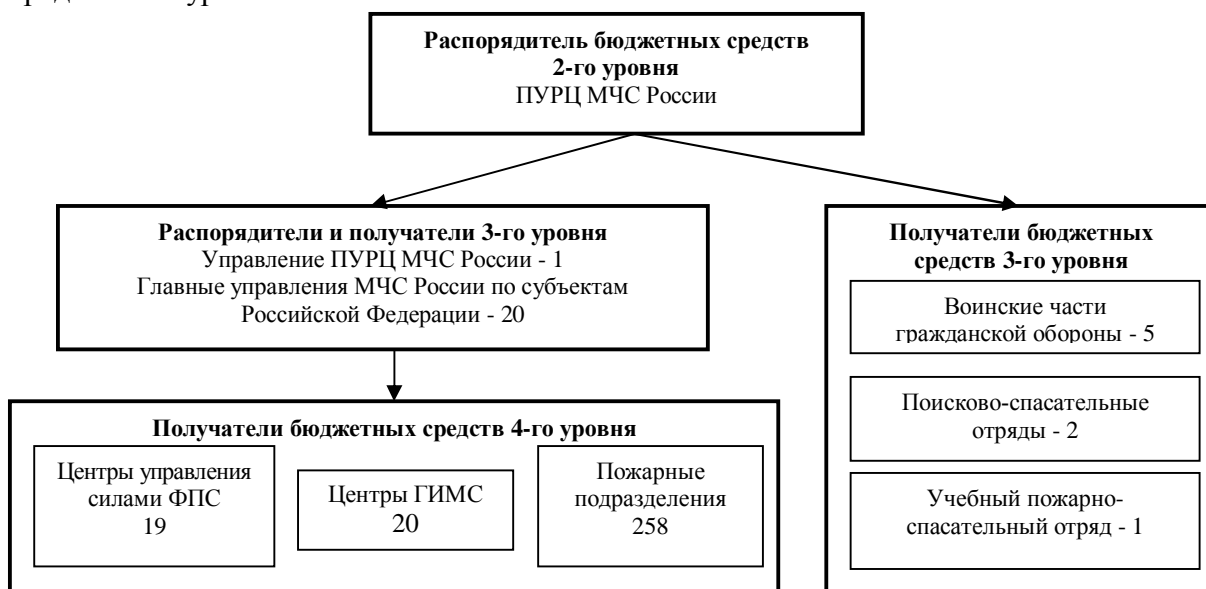 Распорядитель бюджетных средств
2-го уровня
ПУРЦ МЧС России
Распорядители и получатели 3-го уровня
Управление ПУРЦ МЧС России - 1
Главные управления МЧС России по субъектам
Российской Федерации - 20
Получатели бюджетных
средств 3-го уровня
Воинские части
гражданской обороны - 5
Поисково-спасательные
отряды - 2
Учебный пожарно-
спасательный отряд - 1
Получатели бюджетных средств 4-го уровня
Центры управления
силами ФПС
19
Центры ГИМС
20
Пожарные
подразделения
258